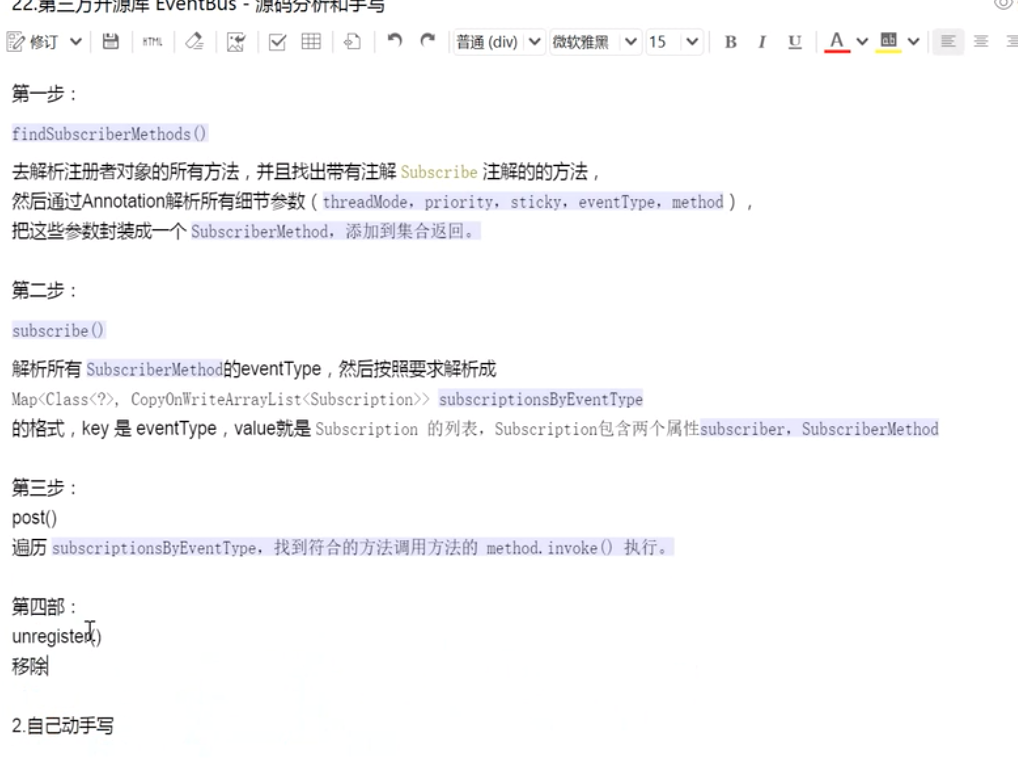 22.第三方开源库 EventBus - 源码分析和手写
修订 HTML 普通 (div) 微软雅黑 15 B I U A ab
第一步：
findSubscriberMethods()
去解析注册者对象的所有方法，并且找出带有注解 Subscribe 注解的的方法，
然后通过Annotation解析所有细节参数（threadMode，priority，sticky，eventType，method），
把这些参数封装成一个 SubscriberMethod，添加到集合返回。
第二步：
subscribe()
解析所有 SubscriberMethod的eventType，然后按照要求解析成
Map<Class<?>, CopyOnWriteArrayList<Subscription>> subscriptionsByEventType
的格式，key 是 eventType，value就是 Subscription 的列表，Subscription包含两个属性subscriber，SubscriberMethod
第三步：
post()
遍历 subscriptionsByEventType，找到符合的方法调用方法的 method.invoke() 执行。
第四部：
unregister()
移除
2.自己动手写